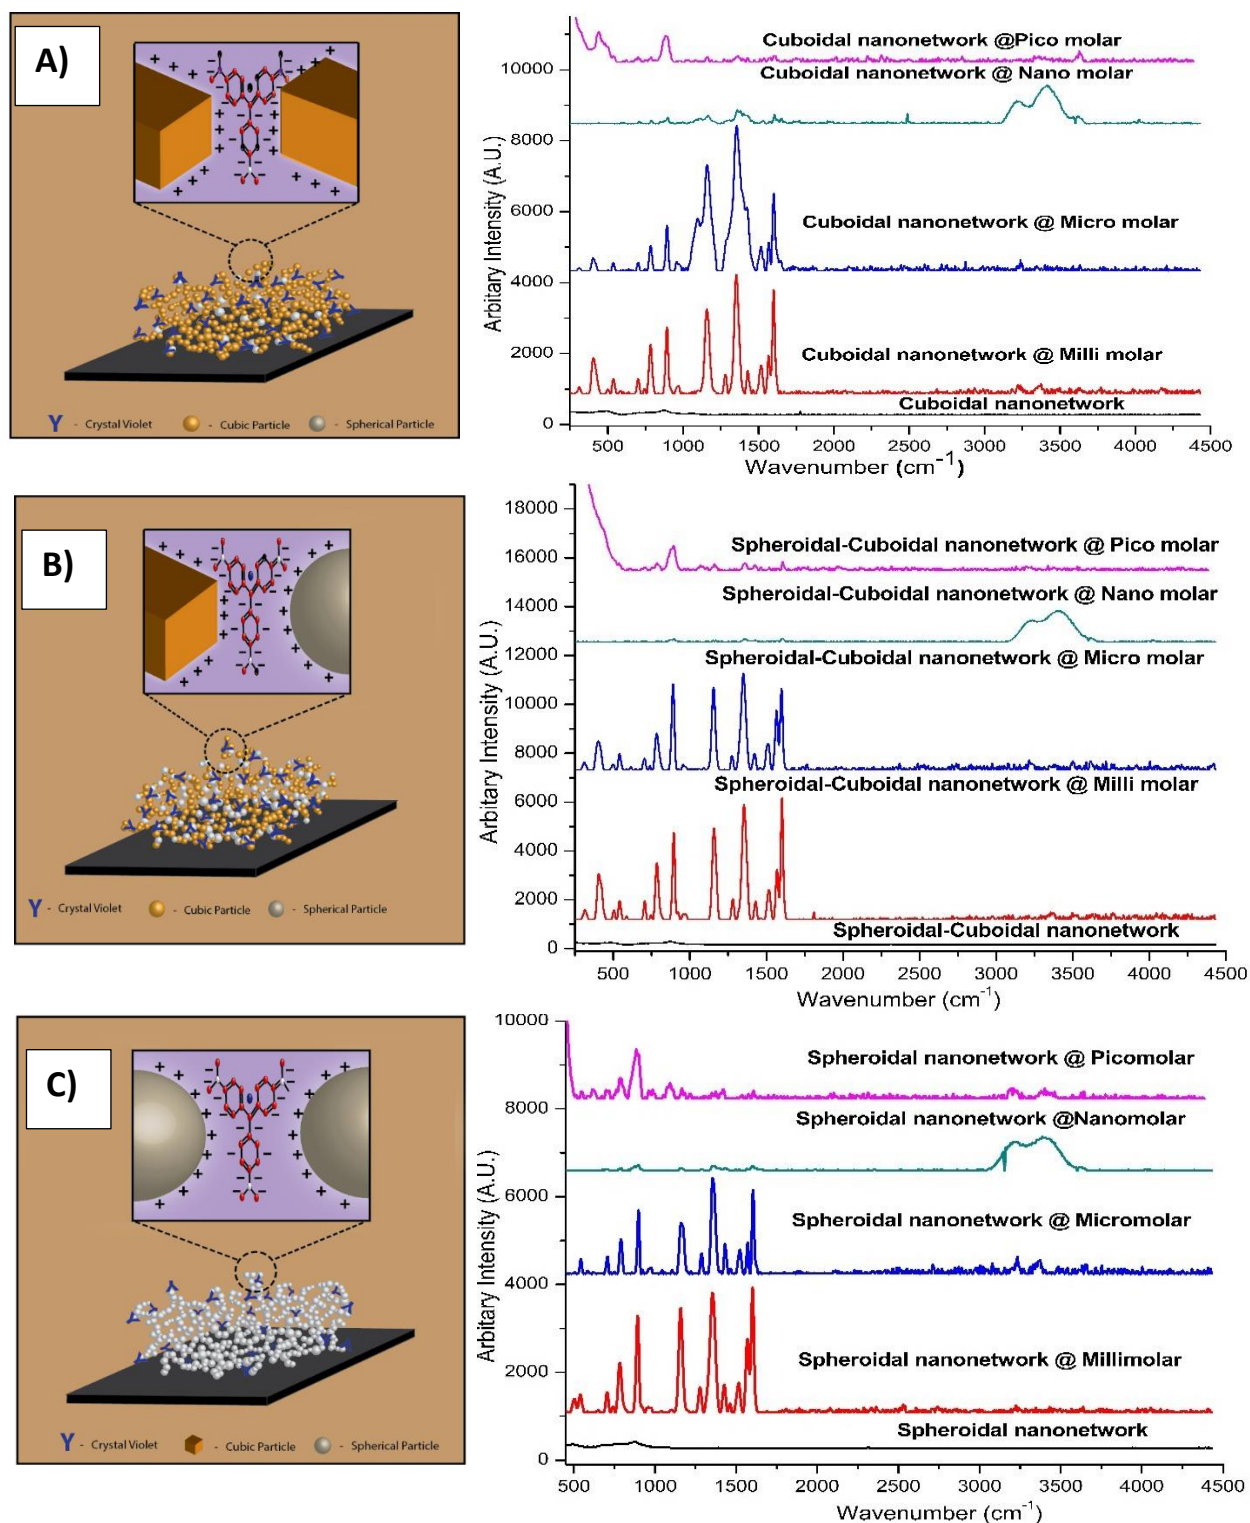 A)
Y - Crystal Violet - Cubic Particle - Spherical Particle
Cuboidal nanonetwork @Pico molar
Cuboidal nanonetwork @ Nano molar
Cuboidal nanonetwork @ Micro molar
Cuboidal nanonetwork @ Milli molar
Cuboidal nanonetwork
Arbitary Intensity (A.U.)
10000
8000
6000
4000
2000
0
500 1000 1500 2000 2500 3000 3500 4000 4500
Wavenumber (cm-1)
B)
Y - Crystal Violet - Cubic Particle - Spherical Particle
Spheroidal-Cuboidal nanonetwork @ Pico molar
Spheroidal-Cuboidal nanonetwork @ Nano molar
Spheroidal-Cuboidal nanonetwork @ Micro molar
Spheroidal-Cuboidal nanonetwork @ Milli molar
Spheroidal-Cuboidal nanonetwork
Arbitary Intensity (A.U.)
18000
16000
14000
12000
10000
8000
6000
4000
2000
0
500 1000 1500 2000 2500 3000 3500 4000 4500
Wavenumber (cm-1)
C)
Y - Crystal Violet - Cubic Particle - Spherical Particle
Spheroidal nanonetwork @ Picomolar
Spheroidal nanonetwork @Nanomolar
Spheroidal nanonetwork @ Micromolar
Spheroidal nanonetwork @ Millimolar
Spheroidal nanonetwork
Arbitary Intensity (A.U.)
10000
8000
6000
4000
2000
0
500 1000 1500 2000 2500 3000 3500 4000 4500
Wavenumber (cm-1)